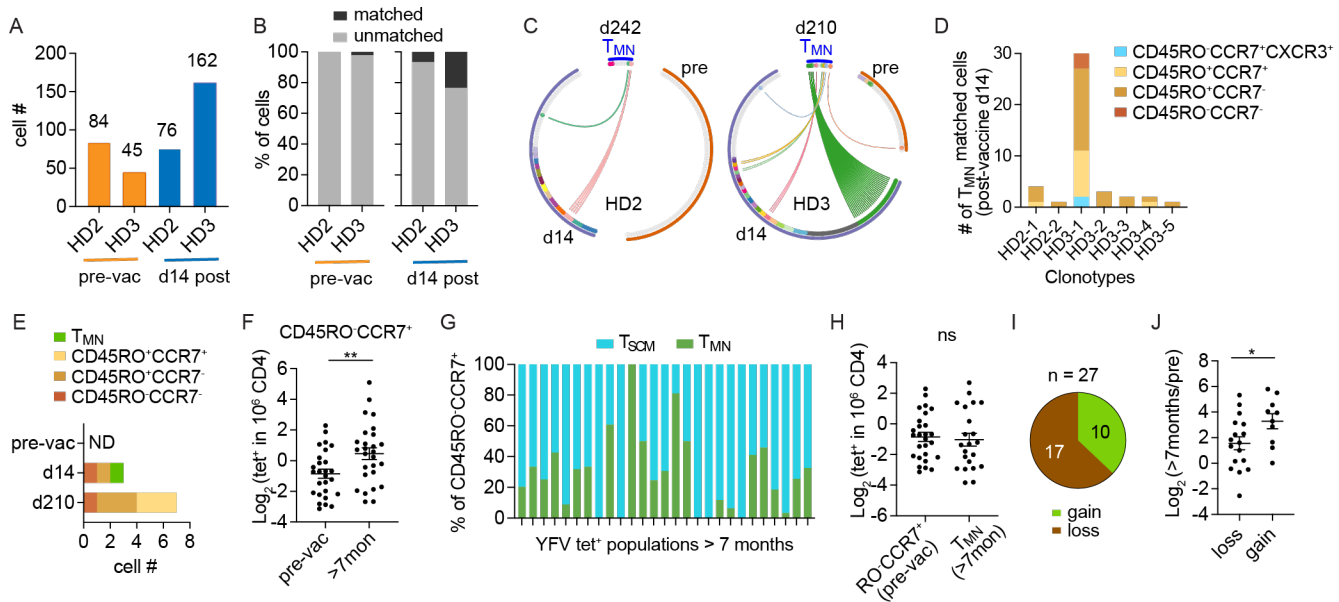 A
cell #
200
150
100
50
0
84
45
76
162
HD2
HD3
HD2
HD3
pre-vac
d14 post
B
matched
unmatched
% of cells
100
80
60
40
20
0
HD2
HD3
HD2
HD3
pre-vac
d14 post
C
d242
TMN
pre
HD2
d14
d210
TMN
pre
HD3
d14
D
# of TMN matched cells
(post-vaccine d14)
30
20
10
0
CD45RO-CCR7+CXCR3+
CD45RO+CCR7+
CD45RO+CCR7-
CD45RO-CCR7-
HD2-1
HD2-2
HD3-1
HD3-2
HD3-3
HD3-4
HD3-5
Clonotypes
E
TMN
CD45RO+CCR7+
CD45RO+CCR7-
CD45RO-CCR7-
pre-vac
ND
d14
d210
0 2 4 6 8
cell #
F
CD45RO-CCR7+
**
Log2 (tet+ in 10^6 CD4)
6
4
2
0
-2
-4
pre-vac
>7mon
G
TSCM
TMN
% of CD45RO-CCR7+
100
80
60
40
20
0
YFV tet+ populations > 7 months
H
ns
Log2 (tet+ in 10^6 CD4)
6
4
2
0
-2
-4
-6
RO-CCR7+
(pre-vac)
TMN
(>7mon)
I
n = 27
10
17
gain
loss
J
*
Log2 (>7months/pre)
8
6
4
2
0
-2
-4
loss
gain